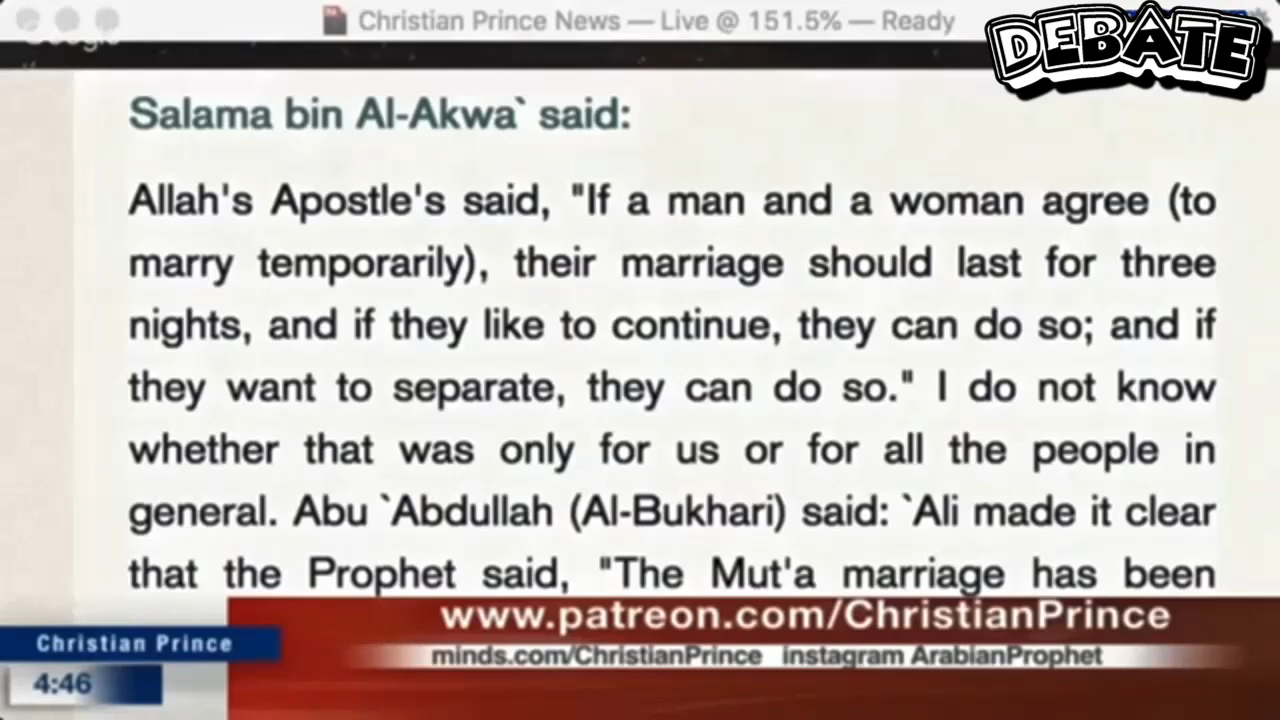 Christian Prince News — Live @ 151.5% — Ready
DEBATE
Salama bin Al-Akwa` said:
Allah's Apostle's said, "If a man and a woman agree (to
marry temporarily), their marriage should last for three
nights, and if they like to continue, they can do so; and if
they want to separate, they can do so." I do not know
whether that was only for us or for all the people in
general. Abu `Abdullah (Al-Bukhari) said: `Ali made it clear
that the Prophet said, "The Mut'a marriage has been
www.patreon.com/ChristianPrince
Christian Prince
minds.com/ChristianPrince instagram ArabianProphet
4:46